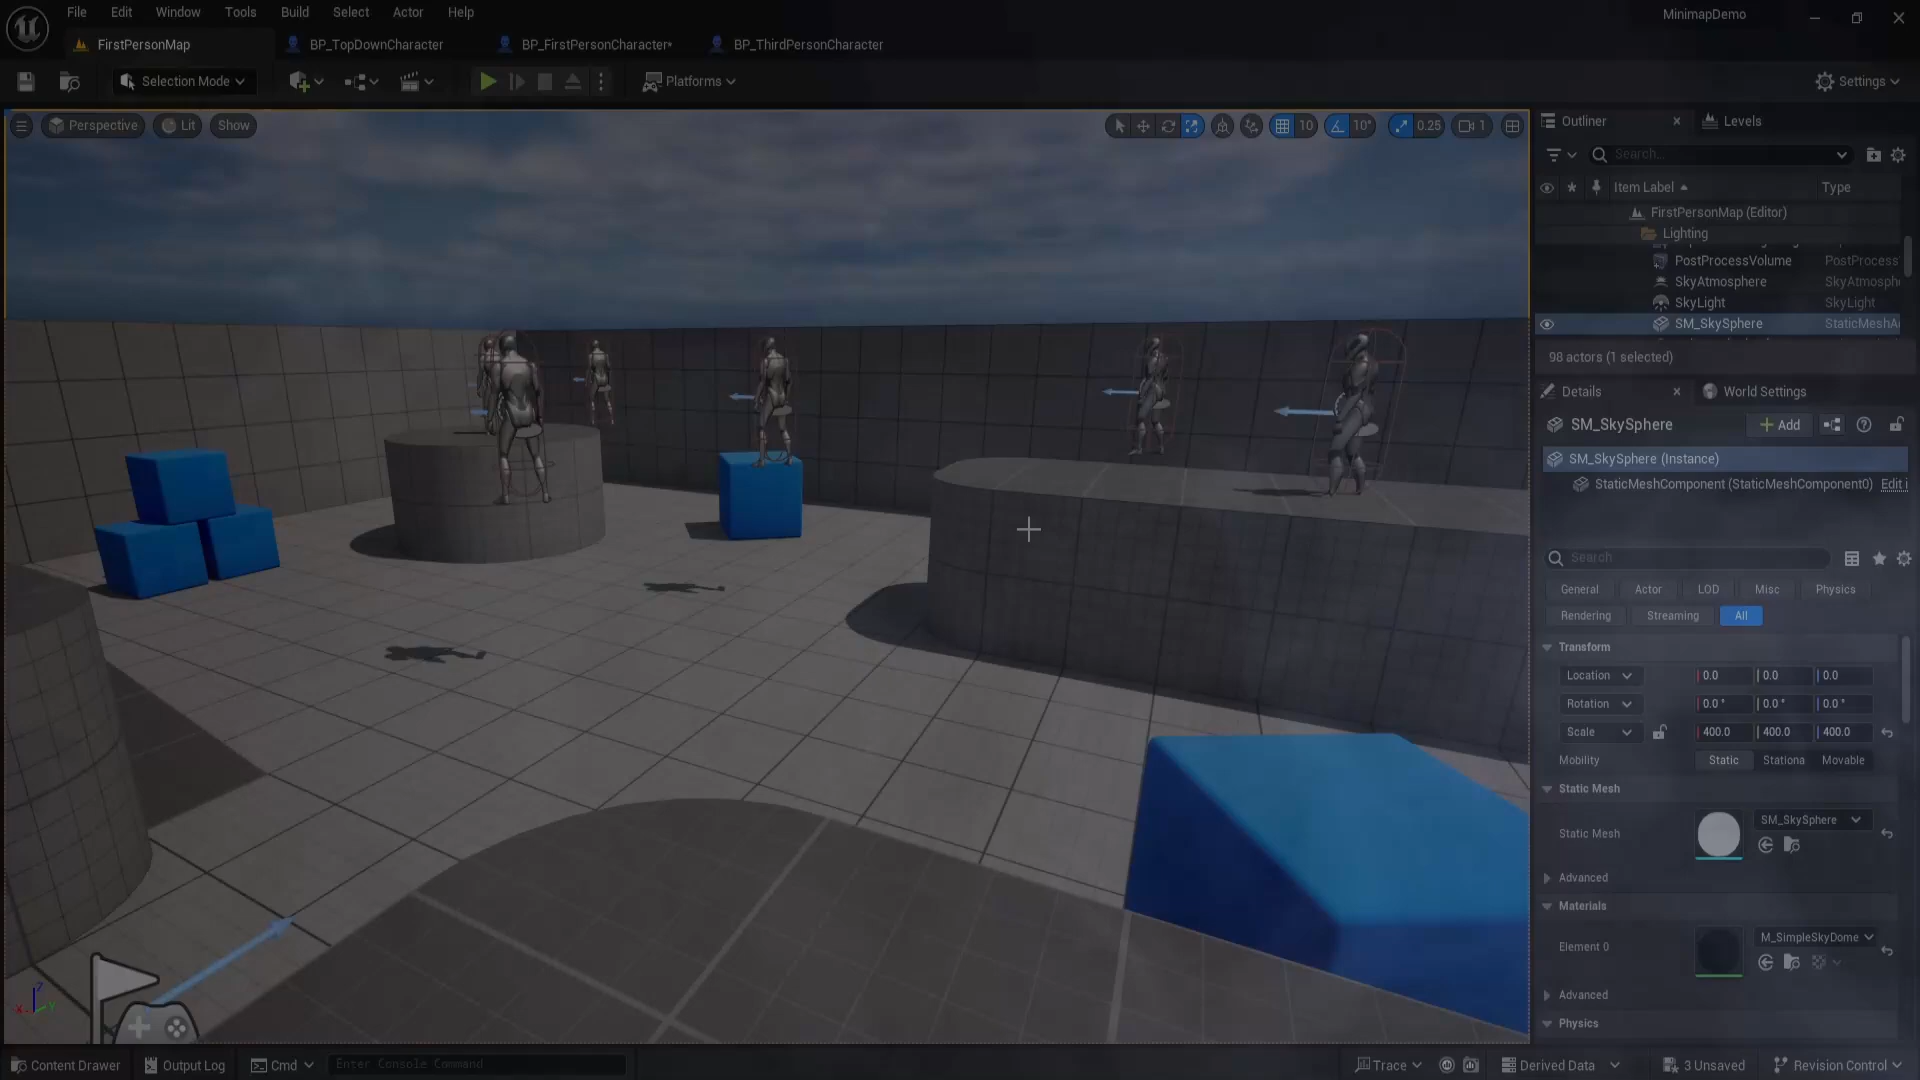 File Edit Window Tools Build Select Actor Help
MinimapDemo
FirstPersonMap BP_TopDownCharacter BP_FirstPersonCharacter* BP_ThirdPersonCharacter
Selection Mode Platforms Settings
Perspective Lit Show 10 10° 0.25 1
Outliner Levels
Search...
Item Label Type
FirstPersonMap (Editor)
Lighting
PostProcessVolume PostProcess
SkyAtmosphere SkyAtmosph
SkyLight SkyLight
SM_SkySphere StaticMeshA
98 actors (1 selected)
Details World Settings
SM_SkySphere Add
SM_SkySphere (Instance)
StaticMeshComponent (StaticMeshComponent0) Edit i
Search
General Actor LOD Misc Physics
Rendering Streaming All
Transform
Location 0.0 0.0 0.0
Rotation 0.0° 0.0° 0.0°
Scale 400.0 400.0 400.0
Mobility Static Stationa Movable
Static Mesh
Static Mesh SM_SkySphere
Advanced
Materials
Element 0 M_SimpleSkyDome
Advanced
Physics
Z X Y
Content Drawer Output Log Cmd Enter Console Command Trace Derived Data 3 Unsaved Revision Control